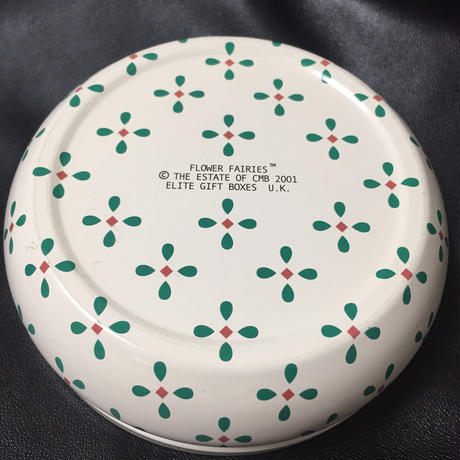 FLOWER FAIRIES™
© THE ESTATE OF CMB 2001
ELITE GIFT BOXES U.K.